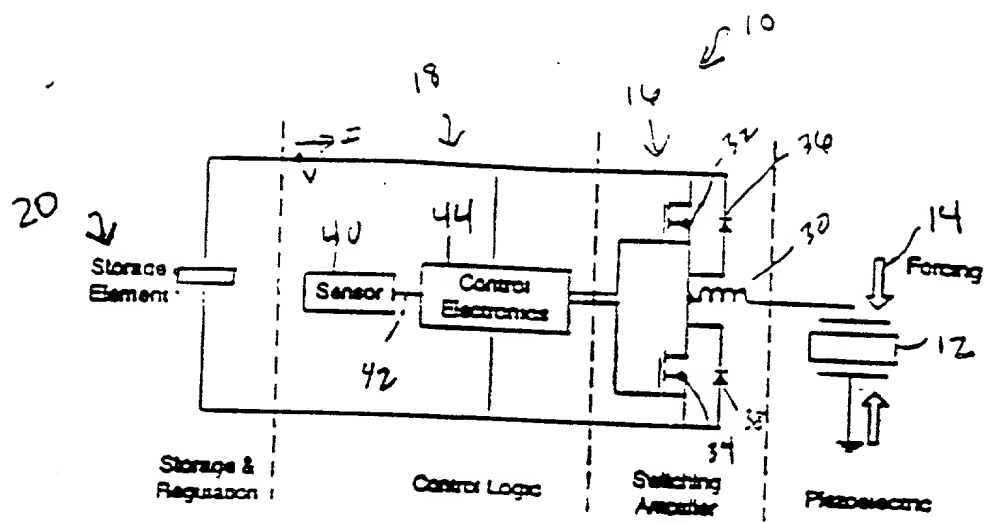 10
18
16
I
V
32
36
20
40
44
30
14
Storage
Element
Sensor
Control
Electronics
Forcing
12
42
34
Storage &
Regulation
Control Logic
Switching
Amplifier
Piezoelectric